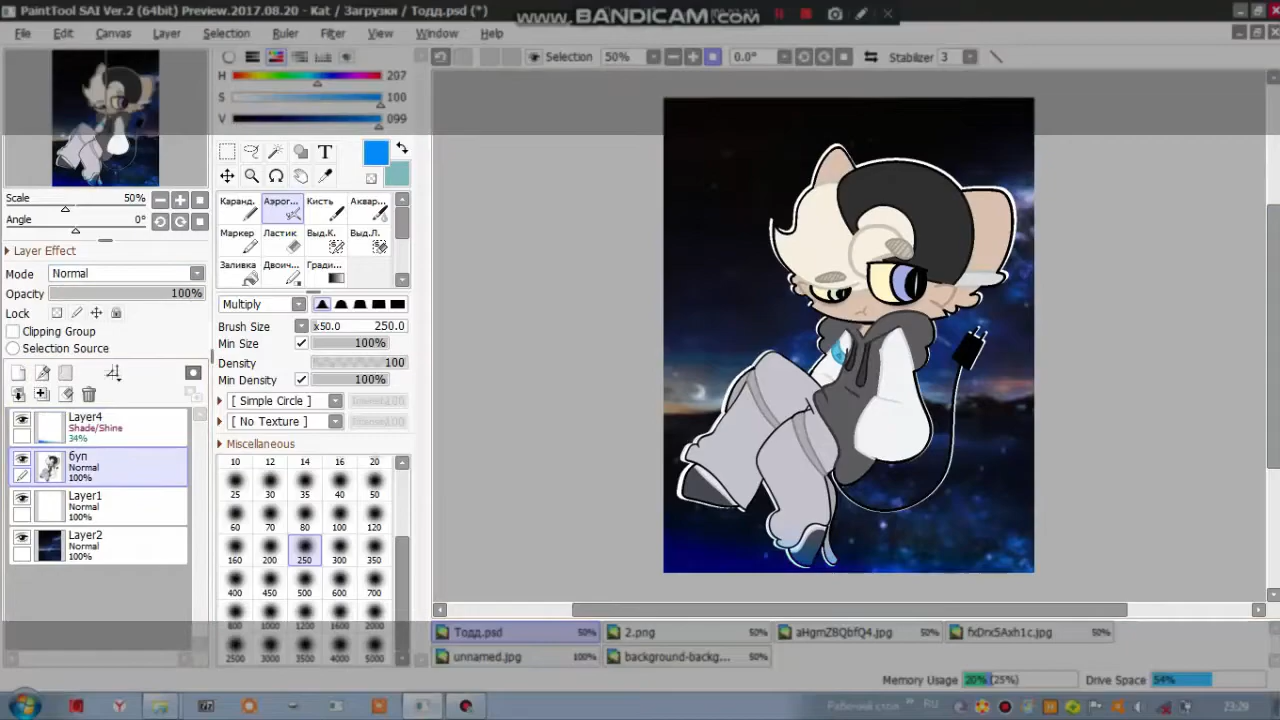 PaintTool SAI Ver.2 (64bit) Preview.2017.08.20 - Kat / Загрузки / Тодд.psd (*)
www.BANDICAM.com
File Edit Canvas Layer Selection Ruler Filter View Window Help
Selection 50% 0.0° Stabilizer 3
H 207
S 100
V 099
Scale 50%
Angle 0°
Layer Effect
Mode Normal
Opacity 100%
Lock
Clipping Group
Selection Source
Layer4
Shade/Shine
34%
буп
Normal
100%
Layer1
Normal
100%
Layer2
Normal
100%
T
Каранд. Аэрог... Кисть Аквар...
Маркер Ластик Выд.К. Выд.Л.
Заливка Двоич... Гради...
Multiply
Brush Size x50.0 250.0
Min Size 100%
Density 100
Min Density 100%
[ Simple Circle ]
[ No Texture ]
Miscellaneous
10 12 14 16 20
25 30 35 40 50
60 70 80 100 120
160 200 250 300 350
400 450 500 600 700
800 1000 1200 1600 2000
2500 3000 3500 4000 5000
Тодд.psd 50% 2.png 50% aHgmZ8QbfQ4.jpg 50% fxDrx5Axh1c.jpg 50%
unnamed.jpg 100% background-backg... 50%
Memory Usage 20% (25%) Drive Space 54%
Рабочий стол » RU 23:29